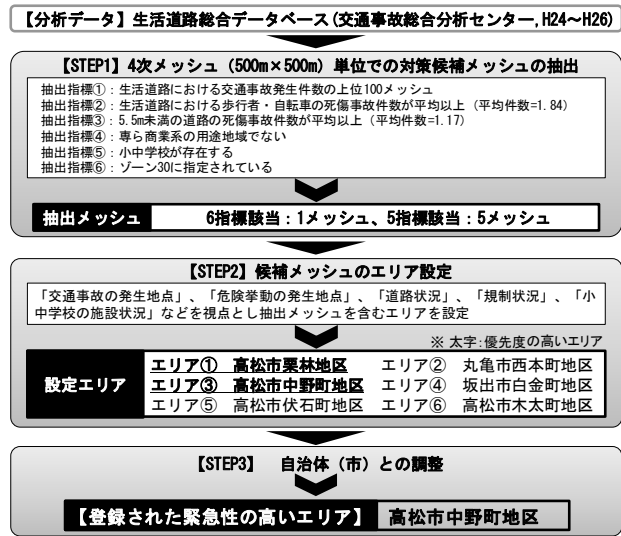 【分析データ】生活道路総合データベース(交通事故総合分析センター,H24～H26)
【STEP1】4次メッシュ（500m×500m）単位での対策候補メッシュの抽出
抽出指標①：生活道路における交通事故発生件数の上位100メッシュ
抽出指標②：生活道路における歩行者・自転車の死傷事故件数が平均以上（平均件数=1.84）
抽出指標③：5.5m未満の道路の死傷事故件数が平均以上（平均件数=1.17）
抽出指標④：専ら商業系の用途地域でない
抽出指標⑤：小中学校が存在する
抽出指標⑥：ゾーン30に指定されている
抽出メッシュ 6指標該当：1メッシュ、5指標該当：5メッシュ
【STEP2】候補メッシュのエリア設定
「交通事故の発生地点」、「危険挙動の発生地点」、「道路状況」、「規制状況」、「小
中学校の施設状況」などを視点とし抽出メッシュを含むエリアを設定
※ 太字：優先度の高いエリア
エリア① 高松市栗林地区 エリア② 丸亀市西本町地区
設定エリア エリア③ 高松市中野町地区 エリア④ 坂出市白金町地区
エリア⑤ 高松市伏石町地区 エリア⑥ 高松市木太町地区
【STEP3】 自治体（市）との調整
【登録された緊急性の高いエリア】 高松市中野町地区